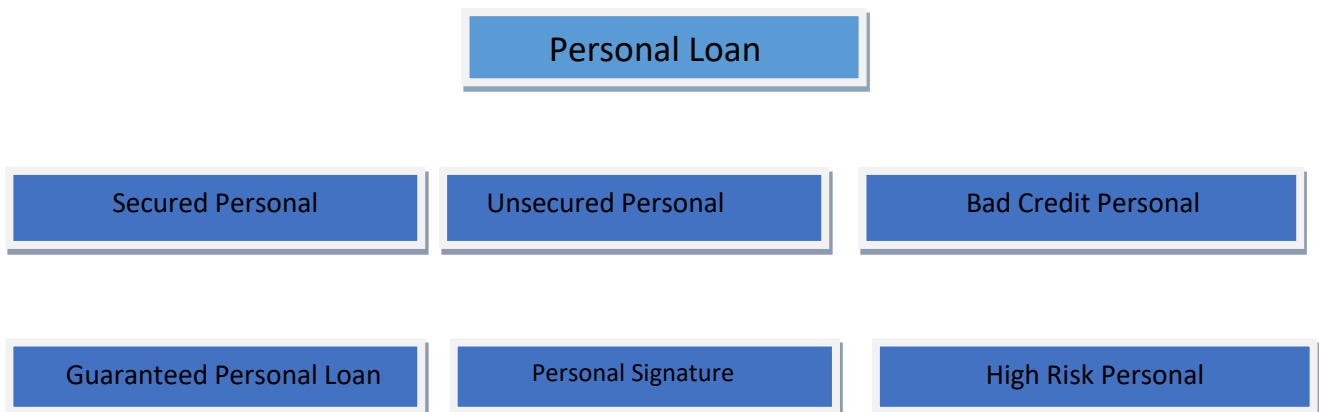 Personal Loan
Secured Personal
Unsecured Personal
Bad Credit Personal
Guaranteed Personal Loan
Personal Signature
High Risk Personal